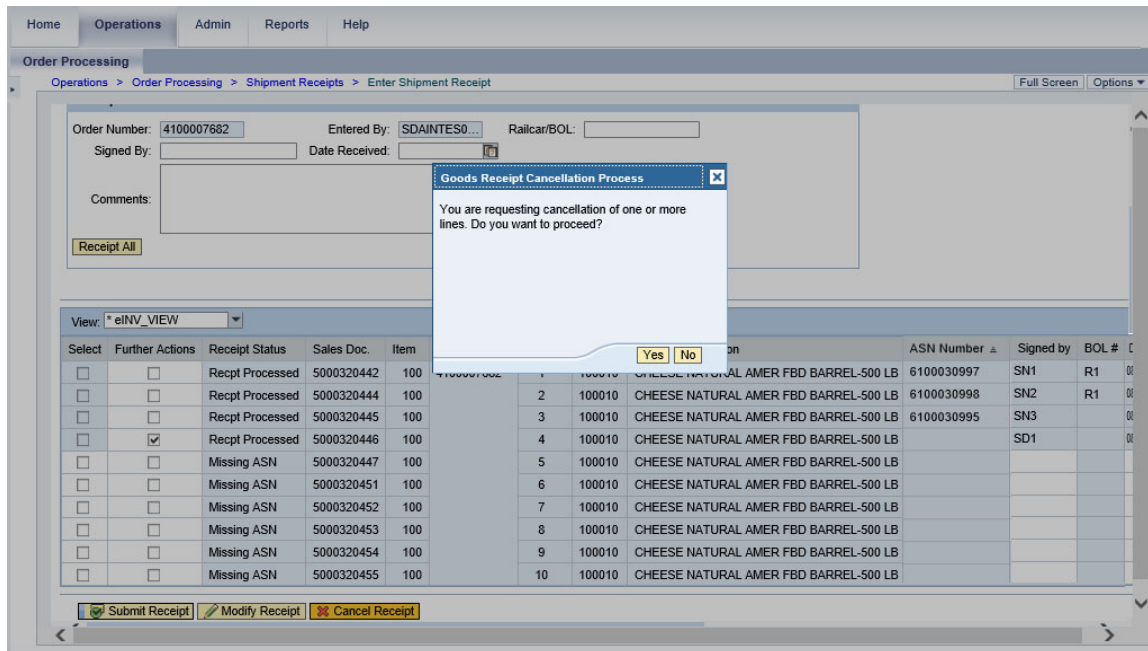 Home Operations Admin Reports Help
Order Processing
Operations > Order Processing > Shipment Receipts > Enter Shipment Receipt Full Screen Options
Order Number: 4100007682 Entered By: SDAINTES0... Railcar/BOL:
Signed By: Date Received:
Comments:
Receipt All
Goods Receipt Cancellation Process
You are requesting cancellation of one or more
lines. Do you want to proceed?
Yes No
View: * eINV_VIEW
Select Further Actions Receipt Status Sales Doc. Item ASN Number Signed by BOL #
Recpt Processed 5000320442 100 4100007682 1 100010 CHEESE NATURAL AMER FBD BARREL-500 LB 6100030997 SN1 R1
Recpt Processed 5000320444 100 2 100010 CHEESE NATURAL AMER FBD BARREL-500 LB 6100030998 SN2 R1
Recpt Processed 5000320445 100 3 100010 CHEESE NATURAL AMER FBD BARREL-500 LB 6100030995 SN3
Recpt Processed 5000320446 100 4 100010 CHEESE NATURAL AMER FBD BARREL-500 LB SD1
Missing ASN 5000320447 100 5 100010 CHEESE NATURAL AMER FBD BARREL-500 LB
Missing ASN 5000320451 100 6 100010 CHEESE NATURAL AMER FBD BARREL-500 LB
Missing ASN 5000320452 100 7 100010 CHEESE NATURAL AMER FBD BARREL-500 LB
Missing ASN 5000320453 100 8 100010 CHEESE NATURAL AMER FBD BARREL-500 LB
Missing ASN 5000320454 100 9 100010 CHEESE NATURAL AMER FBD BARREL-500 LB
Missing ASN 5000320455 100 10 100010 CHEESE NATURAL AMER FBD BARREL-500 LB
Submit Receipt Modify Receipt Cancel Receipt